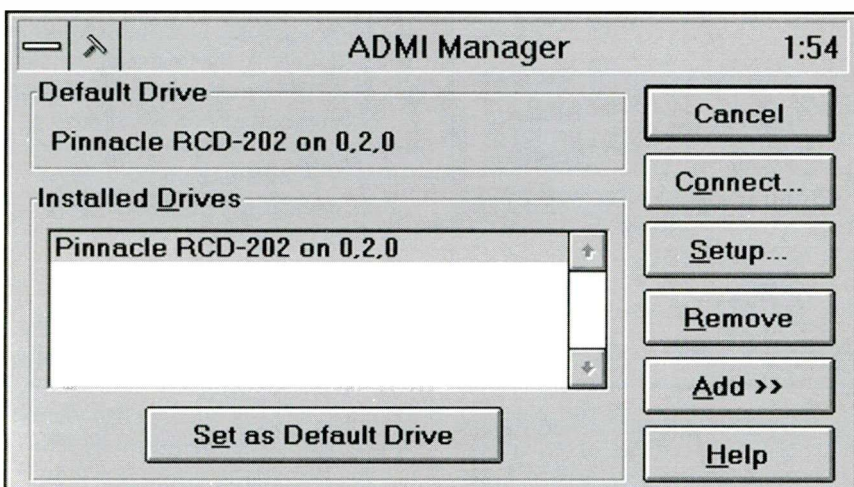 ADMI Manager 1:54
Default Drive
Pinnacle RCD-202 on 0,2,0
Installed Drives
Pinnacle RCD-202 on 0,2,0
Set as Default Drive
Cancel
Connect...
Setup...
Remove
Add >>
Help